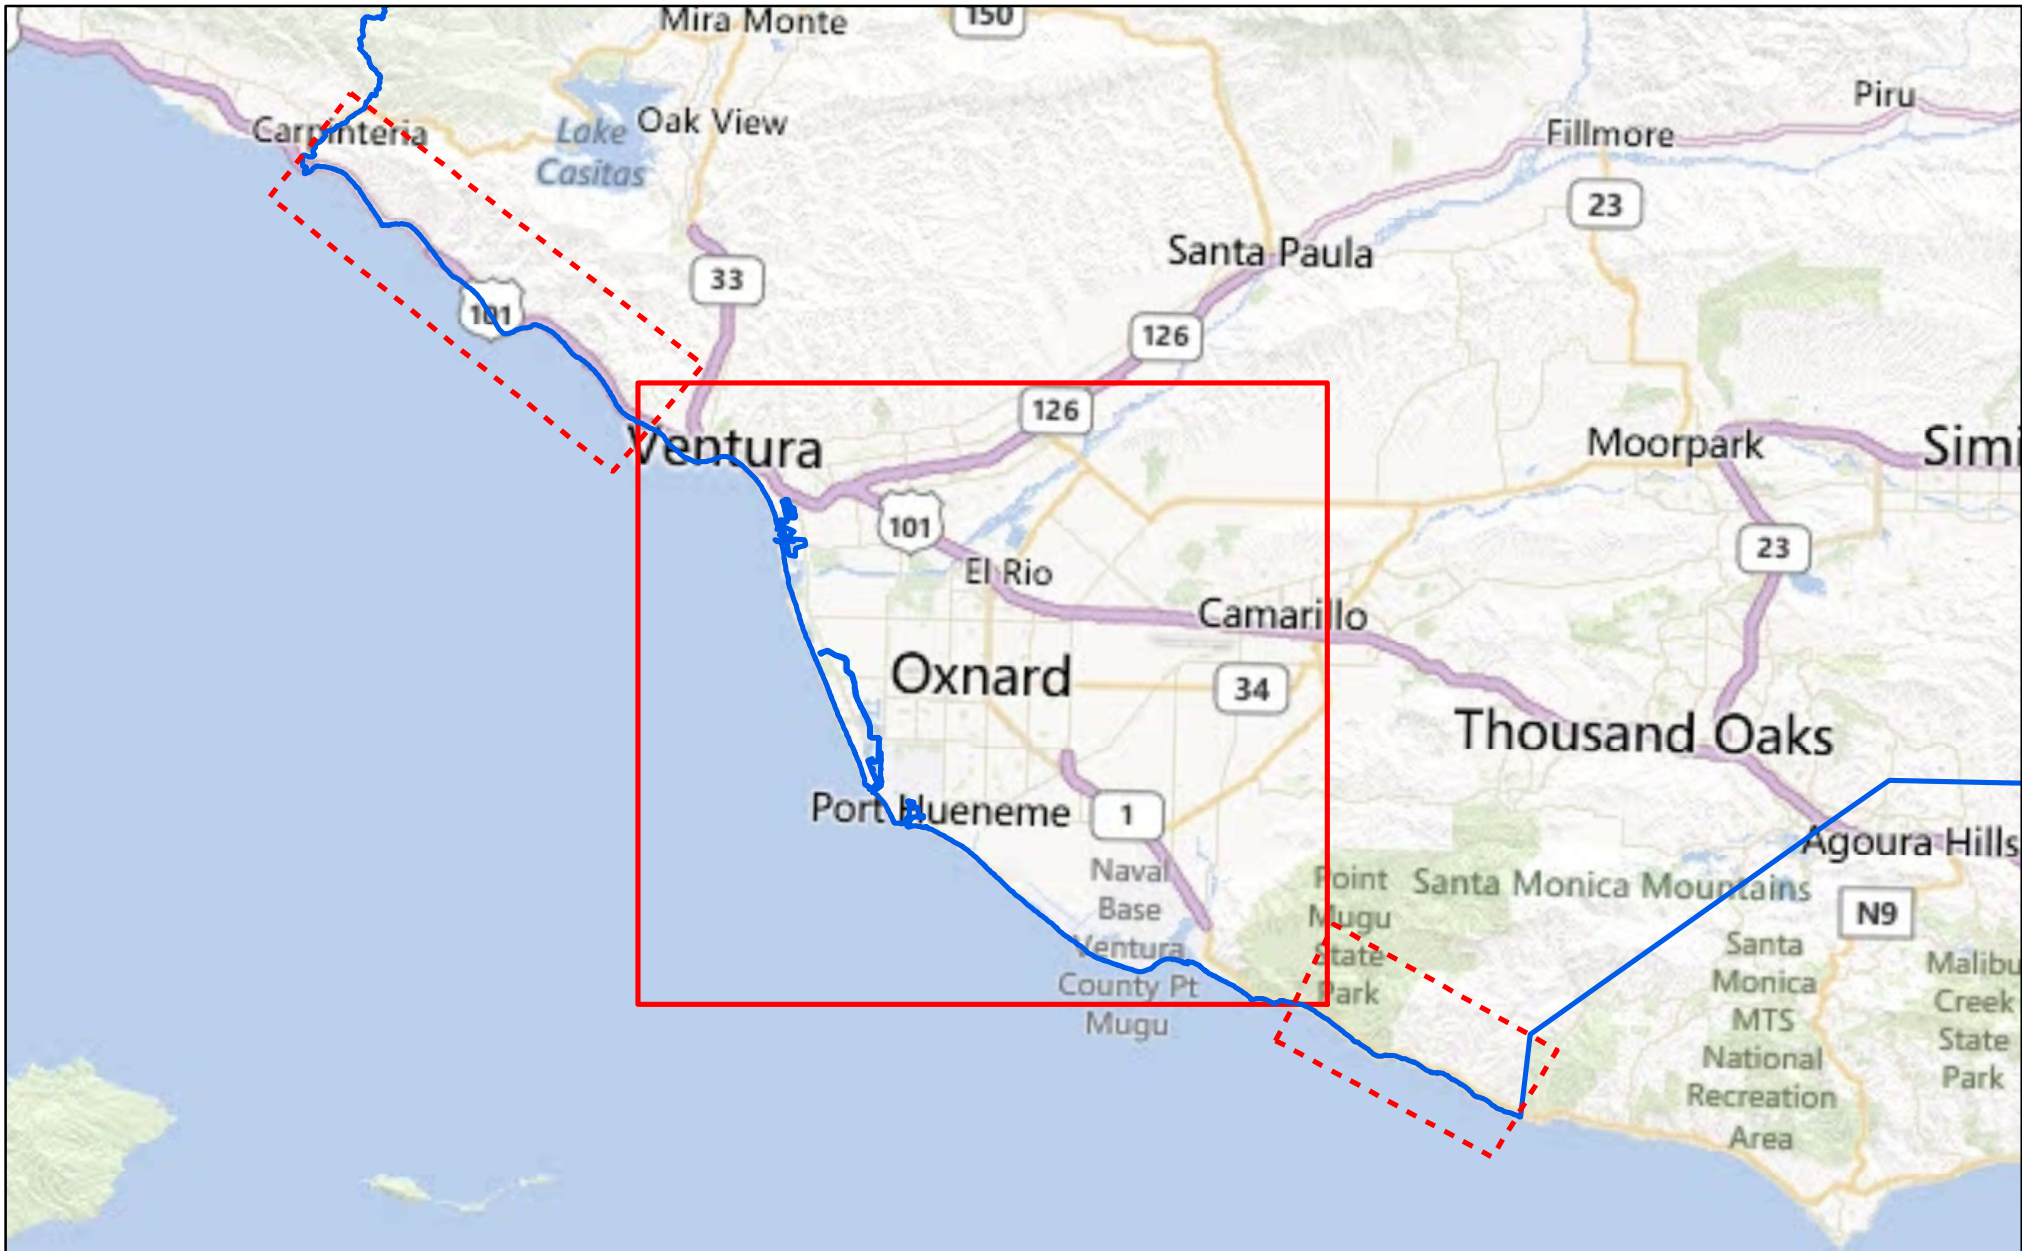 Mira Monte
150
Piru
Carpinteria
Lake
Casitas
Oak View
Fillmore
23
Santa Paula
33
101
126
126
Ventura
Moorpark
Simi
101
23
El Rio
Camarillo
Oxnard
34
Thousand Oaks
Port Hueneme
1
Agoura Hills
Naval
Base
Ventura
County Pt
Mugu
Point
Mugu
State
Park
Santa Monica Mountains
N9
Santa
Monica
MTS
National
Recreation
Area
Malibu
Creek
State
Park